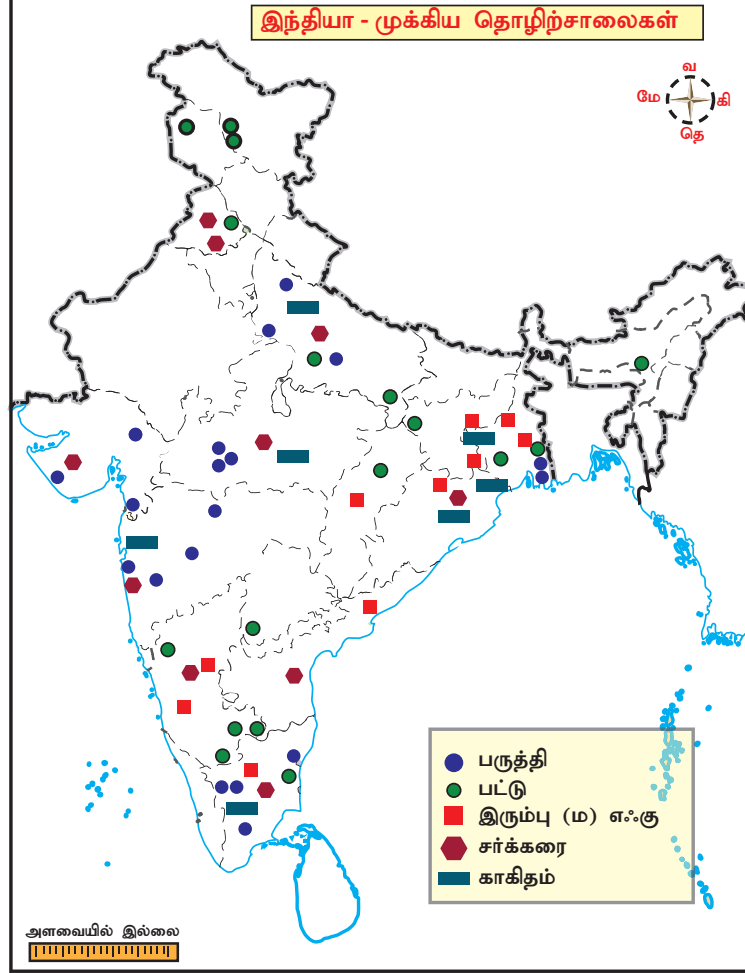 இந்தியா - முக்கிய தொழிற்சாலைகள்
வ
மே
கி
தெ
பருத்தி
பட்டு
இரும்பு (ம) எஃகு
சர்க்கரை
காகிதம்
அளவையில் இல்லை